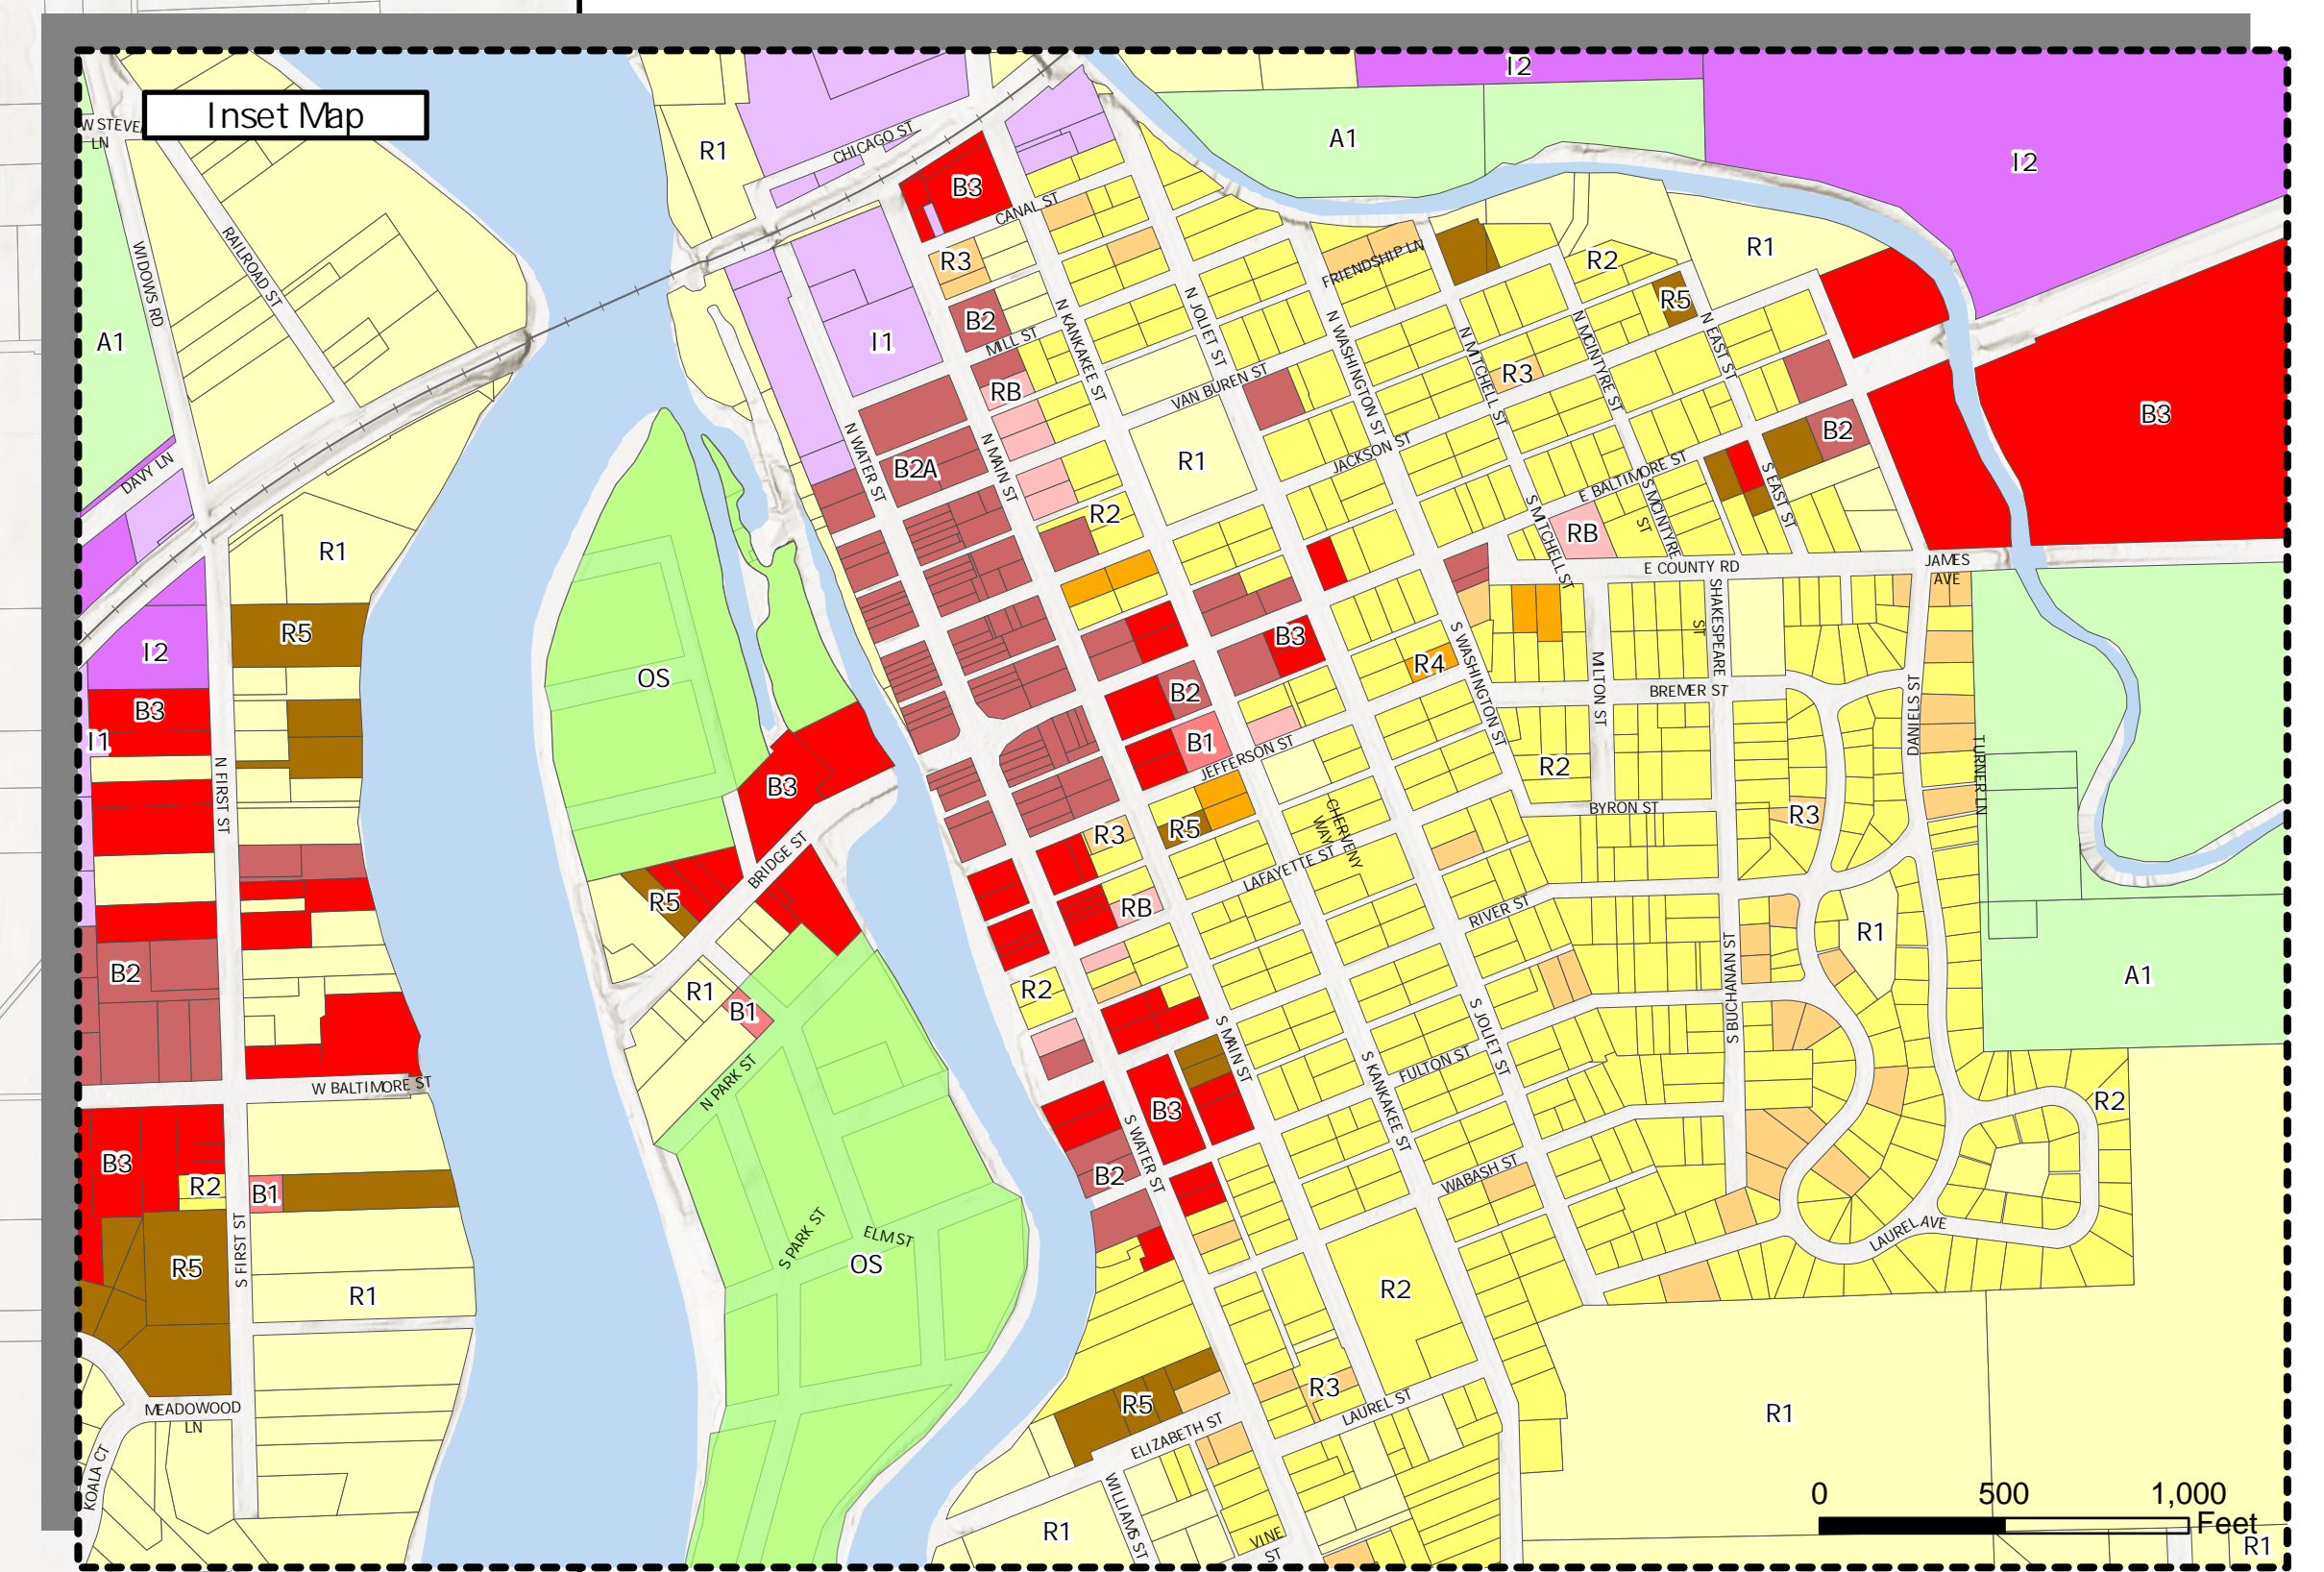 Inset Map
W STEVE
LN
WIDOWS RD
RAILROAD ST
A1
DAVY LN
R1
CHICAGO ST
B3
CANAL ST
R3
B2
MILL ST
I1
RB
N KANKAKEE ST
N JOLIET ST
VAN BUREN ST
N WATER ST
B2A
N MAIN ST
R1
R2
A1
I2
I2
FRIENDSHIP LN
R2
R1
R5
N EAST ST
N WASHINGTON ST
N MITCHELL ST
R3
N MCINTYRE ST
JACKSON ST
B3
B2
E BALTIMORE ST
S MCINTYRE
ST
S EAST ST
RB
S MITCHELL ST
E COUNTY RD
JAMES
AVE
R1
R5
I2
B3
I1
N FIRST ST
B2
W BALTIMORE ST
B3
R2
B1
R5
S FIRST ST
R1
MEADOWOOD
LN
KOALA CT
OS
B3
BRIDGE ST
R5
R1
B1
N PARK ST
S PARK ST
ELM ST
OS
B3
R4
B2
B1
JEFFERSON ST
S WASHINGTON ST
MILTON ST
SHAKESPEARE
ST
BREMER ST
DANIELS ST
TURNER LN
R2
BYRON ST
R3
R3
R5
CHERVENY
WAY
LAFAYETTE ST
RB
RIVER ST
R1
R2
S MAIN ST
S JOLIET ST
S BUCHANAN ST
A1
FULTON ST
S KANKAKEE ST
B3
S WATER ST
B2
WABASH ST
R2
LAUREL AVE
R2
R3
LAUREL ST
R5
ELIZABETH ST
WILLIAM ST
R1
VINE
ST
R1
0 500 1,000
Feet
R1